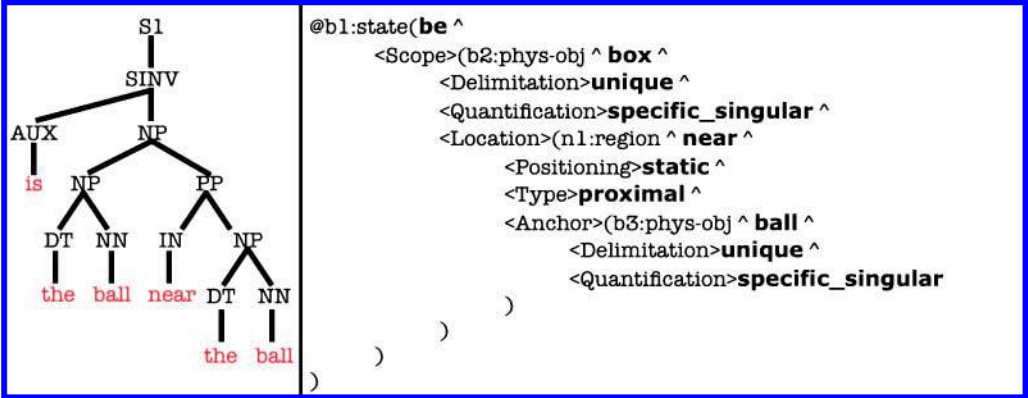 S1
SINV
AUX NP
is NP PP
DT NN IN NP
the ball near DT NN
the ball
@b1:state(be ^
<Scope>(b2:phys-obj ^ box ^
<Delimitation>unique ^
<Quantification>specific_singular ^
<Location>(n1:region ^ near ^
<Positioning>static ^
<Type>proximal ^
<Anchor>(b3:phys-obj ^ ball ^
<Delimitation>unique ^
<Quantification>specific_singular
)
)
)
)